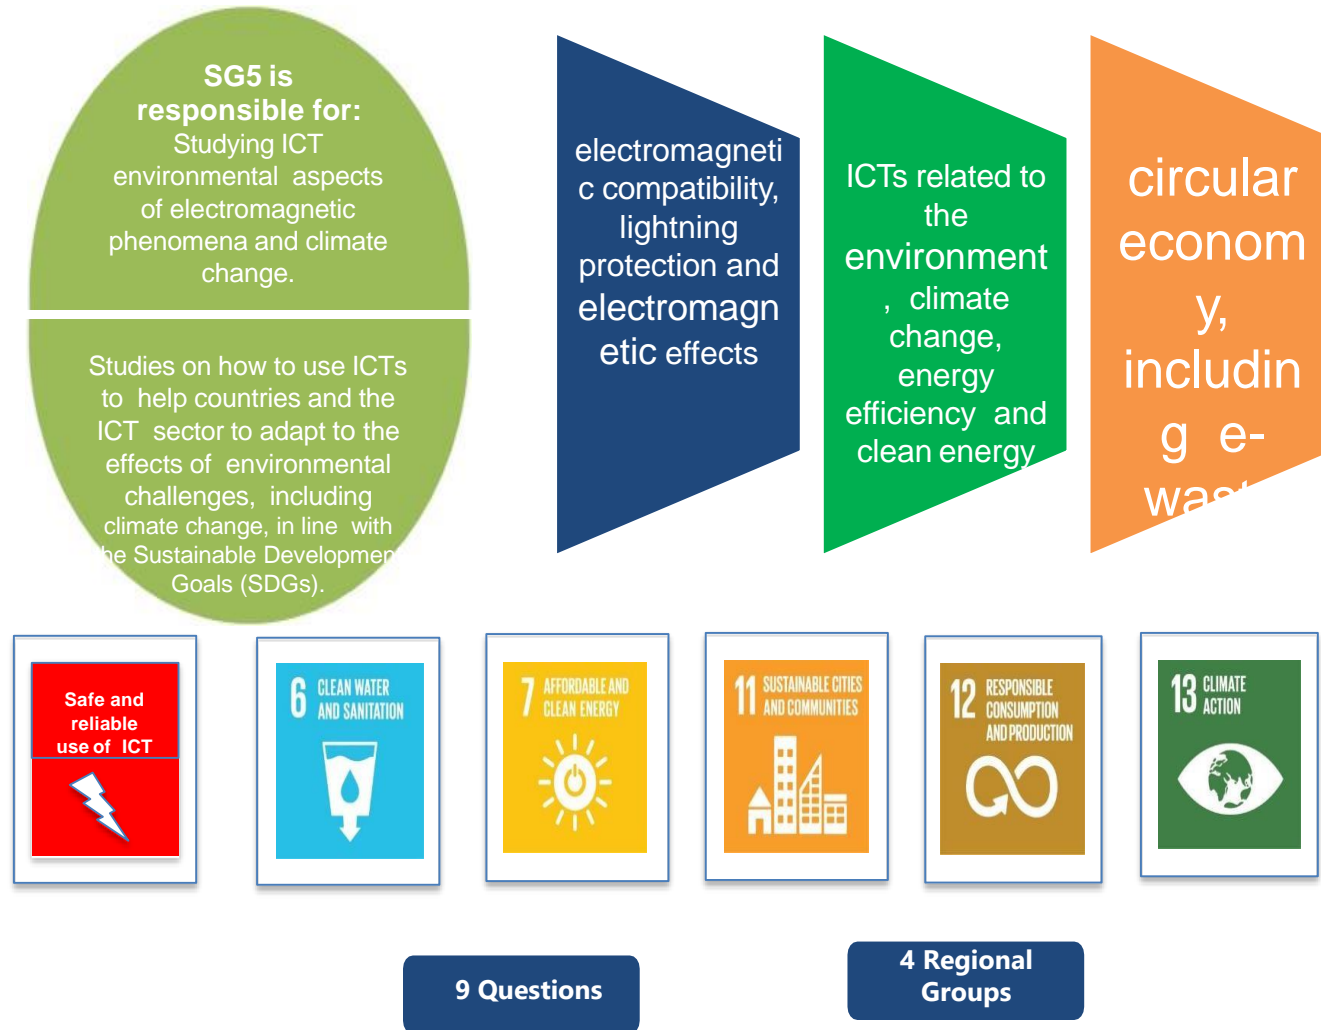 SG5 is
responsible for:
Studying ICT
environmental aspects
of electromagnetic
phenomena and climate
change.
Studies on how to use ICTs
to help countries and the
ICT sector to adapt to the
effects of environmental
challenges, including
climate change, in line with
the Sustainable Development
Goals (SDGs).
electromagneti
c compatibility,
lightning
protection and
electromagn
etic effects
ICTs related to
the
environment
, climate
change,
energy
efficiency and
clean energy
circular
econom
y,
includin
g e-
waste
Safe and
reliable
use of ICT
6 CLEAN WATER
AND SANITATION
7 AFFORDABLE AND
CLEAN ENERGY
11 SUSTAINABLE CITIES
AND COMMUNITIES
12 RESPONSIBLE
CONSUMPTION
AND PRODUCTION
13 CLIMATE
ACTION
9 Questions
4 Regional
Groups